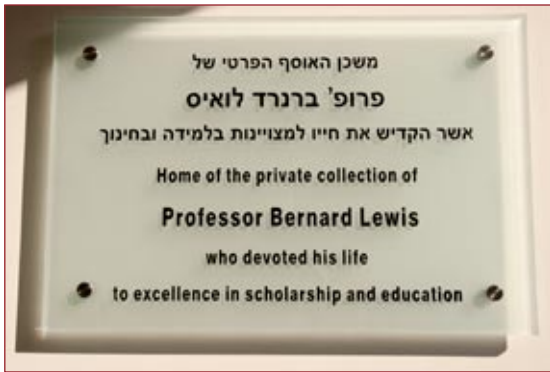 משכן האוסף הפרטי של
פרופ' ברנרד לואיס
אשר הקדיש את חייו למצויינות בלמידה ובחינוך
Home of the private collection of
Professor Bernard Lewis
who devoted his life
to excellence in scholarship and education